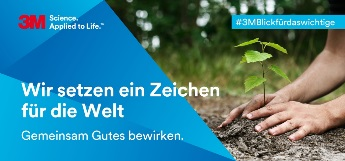 3M Science.
Applied to Life.™
#3MBlickfürdaswichtige
Wir setzen ein Zeichen
für die Welt
Gemeinsam Gutes bewirken.